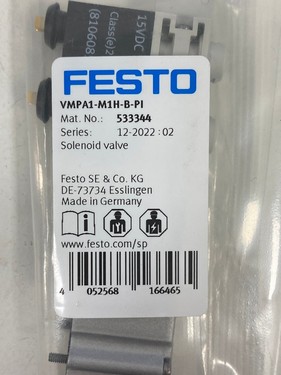 15VDC
Class(e)2
(810608
FESTO
VMPA1-M1H-B-PI
Mat. No.: 533344
Series: 12-2022 : 02
Solenoid valve
Festo SE & Co. KG
DE-73734 Esslingen
Made in Germany
www.festo.com/sp
4 052568 166465